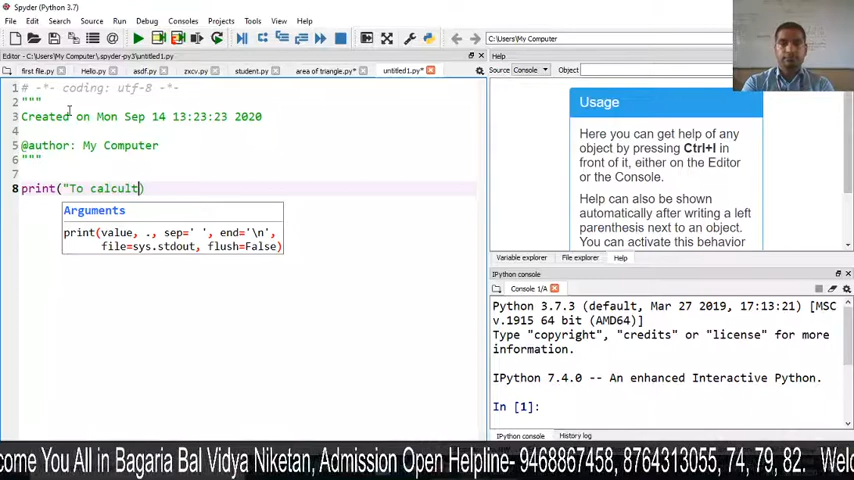 Spyder (Python 3.7)
File Edit Search Source Run Debug Consoles Projects Tools View Help
C:\Users\My Computer
Editor - C:\Users\My Computer\.spyder-py3\untitled1.py
Help
first file.py Hello.py asdf.py zxcv.py student.py area of triangle.py* untitled1.py*
Source Console Object
1 # -*- coding: utf-8 -*-
2 """
3 Created on Mon Sep 14 13:23:23 2020
4
5 @author: My Computer
6 """
7
8 print("To calcult)
Arguments
print(value, ., sep=' ', end='\n',
file=sys.stdout, flush=False)
Usage
Here you can get help of any
object by pressing Ctrl+I in
front of it, either on the Editor
or the Console.
Help can also be shown
automatically after writing a left
parenthesis next to an object.
You can activate this behavior
Variable explorer File explorer Help
IPython console
Console 1/A
Python 3.7.3 (default, Mar 27 2019, 17:13:21) [MSC
v.1915 64 bit (AMD64)]
Type "copyright", "credits" or "license" for more
information.
IPython 7.4.0 -- An enhanced Interactive Python.
In [1]:
IPython console History log
come You All in Bagaria Bal Vidya Niketan, Admission Open Helpline- 9468867458, 8764313055, 74, 79, 82. Welc